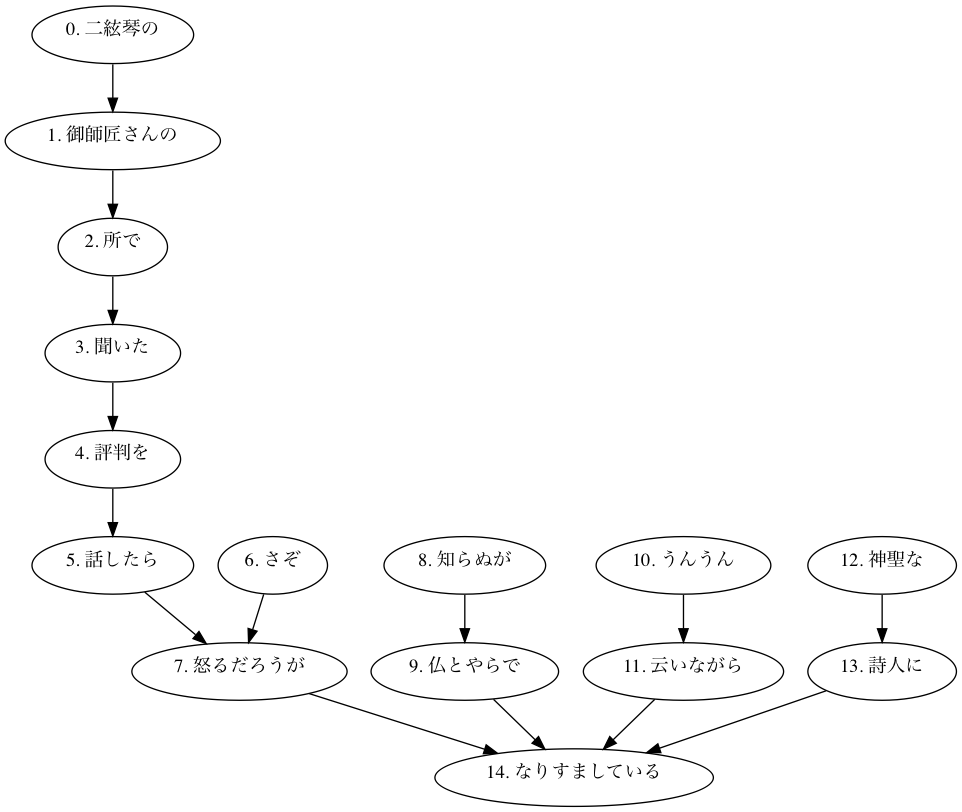 0. 二絃琴の
1. 御師匠さんの
2. 所で
3. 聞いた
4. 評判を
5. 話したら
6. さぞ
8. 知らぬが
10. うんうん
12. 神聖な
7. 怒るだろうが
9. 仏とやらで
11. 云いながら
13. 詩人に
14. なりすましている